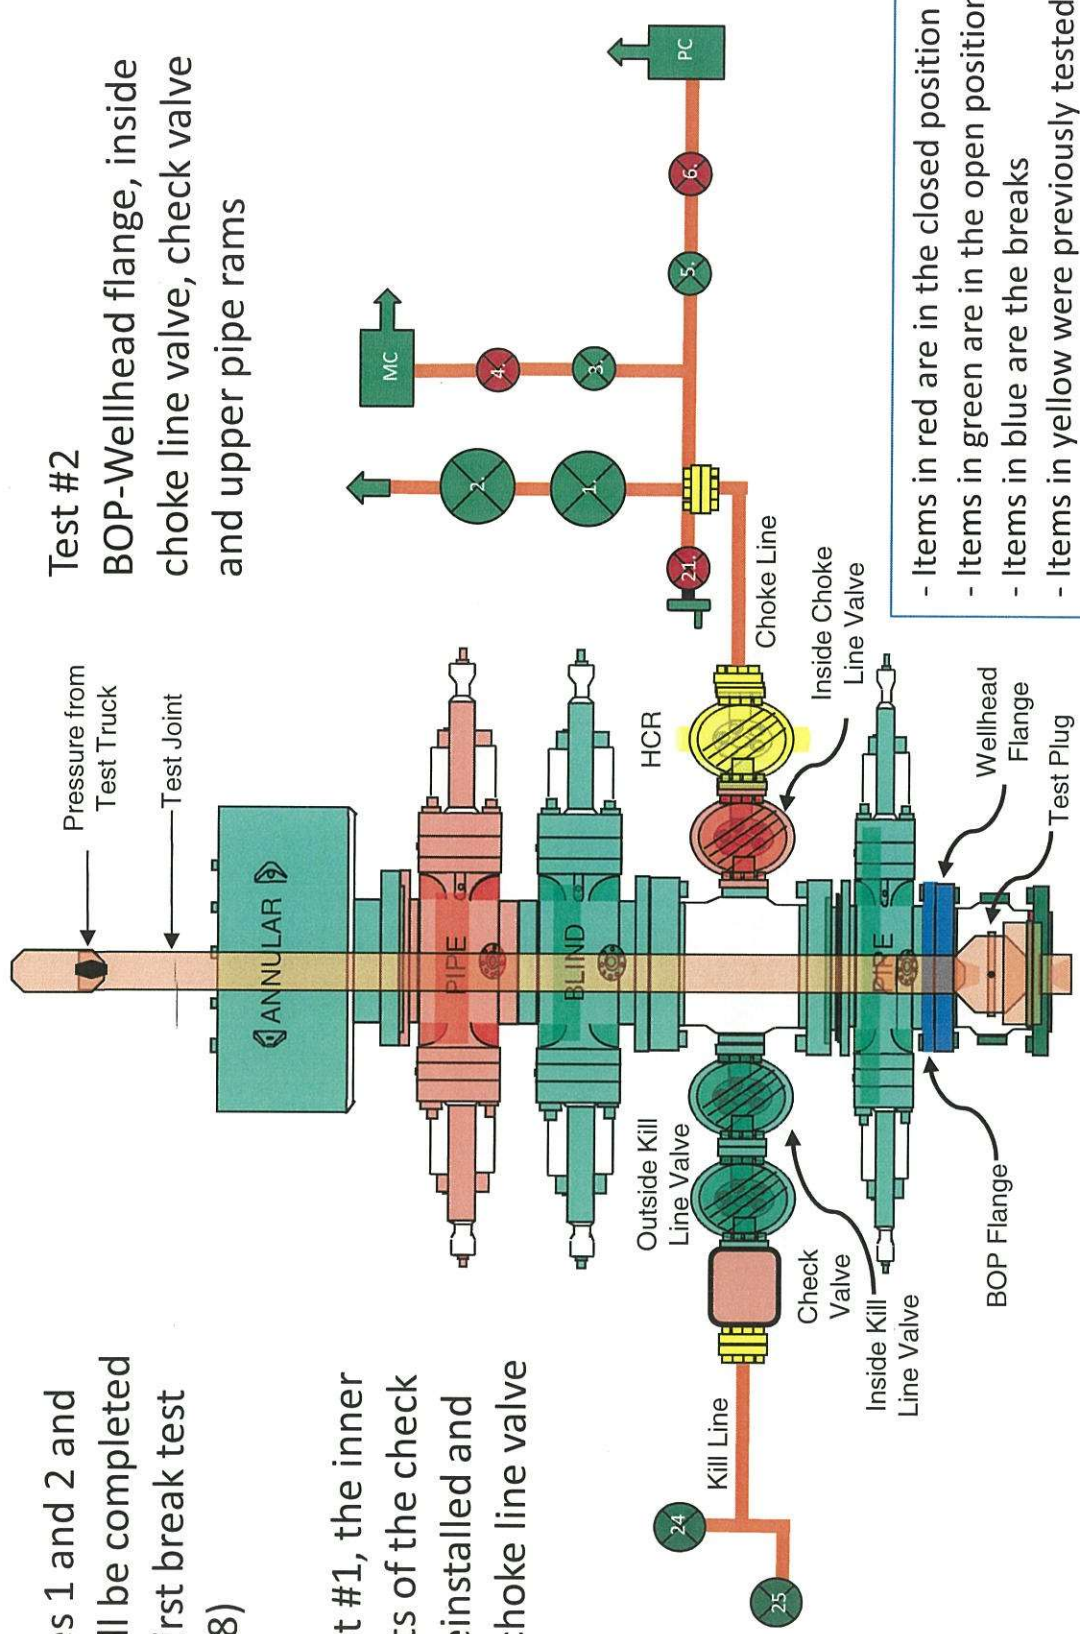 es 1 and 2 and
ll be completed
rst break test
8)
t #1, the inner
ts of the check
einstalled and
choke line valve
Test #2
BOP-Wellhead flange, inside
choke line valve, check valve
and upper pipe rams
Pressure from
Test Truck
Test Joint
ANNULAR
PIPE
BLIND
PIPE
HCR
Outside Kill
Line Valve
Check
Valve
Inside Kill
Line Valve
Kill Line
24
25
BOP Flange
Wellhead
Flange
Test Plug
Inside Choke
Line Valve
Choke Line
21.
1.
2.
3.
4.
5.
6.
MC
PC
- Items in red are in the closed position
- Items in green are in the open position
- Items in blue are the breaks
- Items in yellow were previously tested